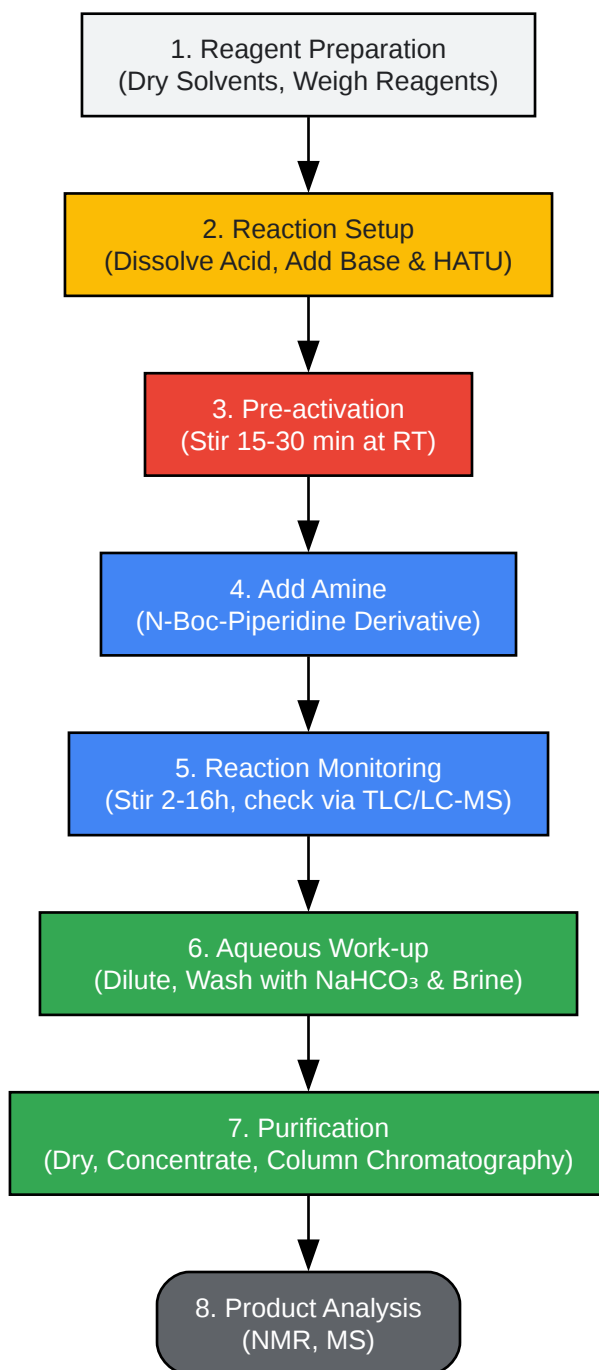 1. Reagent Preparation
(Dry Solvents, Weigh Reagents)
2. Reaction Setup
(Dissolve Acid, Add Base & HATU)
3. Pre-activation
(Stir 15-30 min at RT)
4. Add Amine
(N-Boc-Piperidine Derivative)
5. Reaction Monitoring
(Stir 2-16h, check via TLC/LC-MS)
6. Aqueous Work-up
(Dilute, Wash with NaHCO₃ & Brine)
7. Purification
(Dry, Concentrate, Column Chromatography)
8. Product Analysis
(NMR, MS)